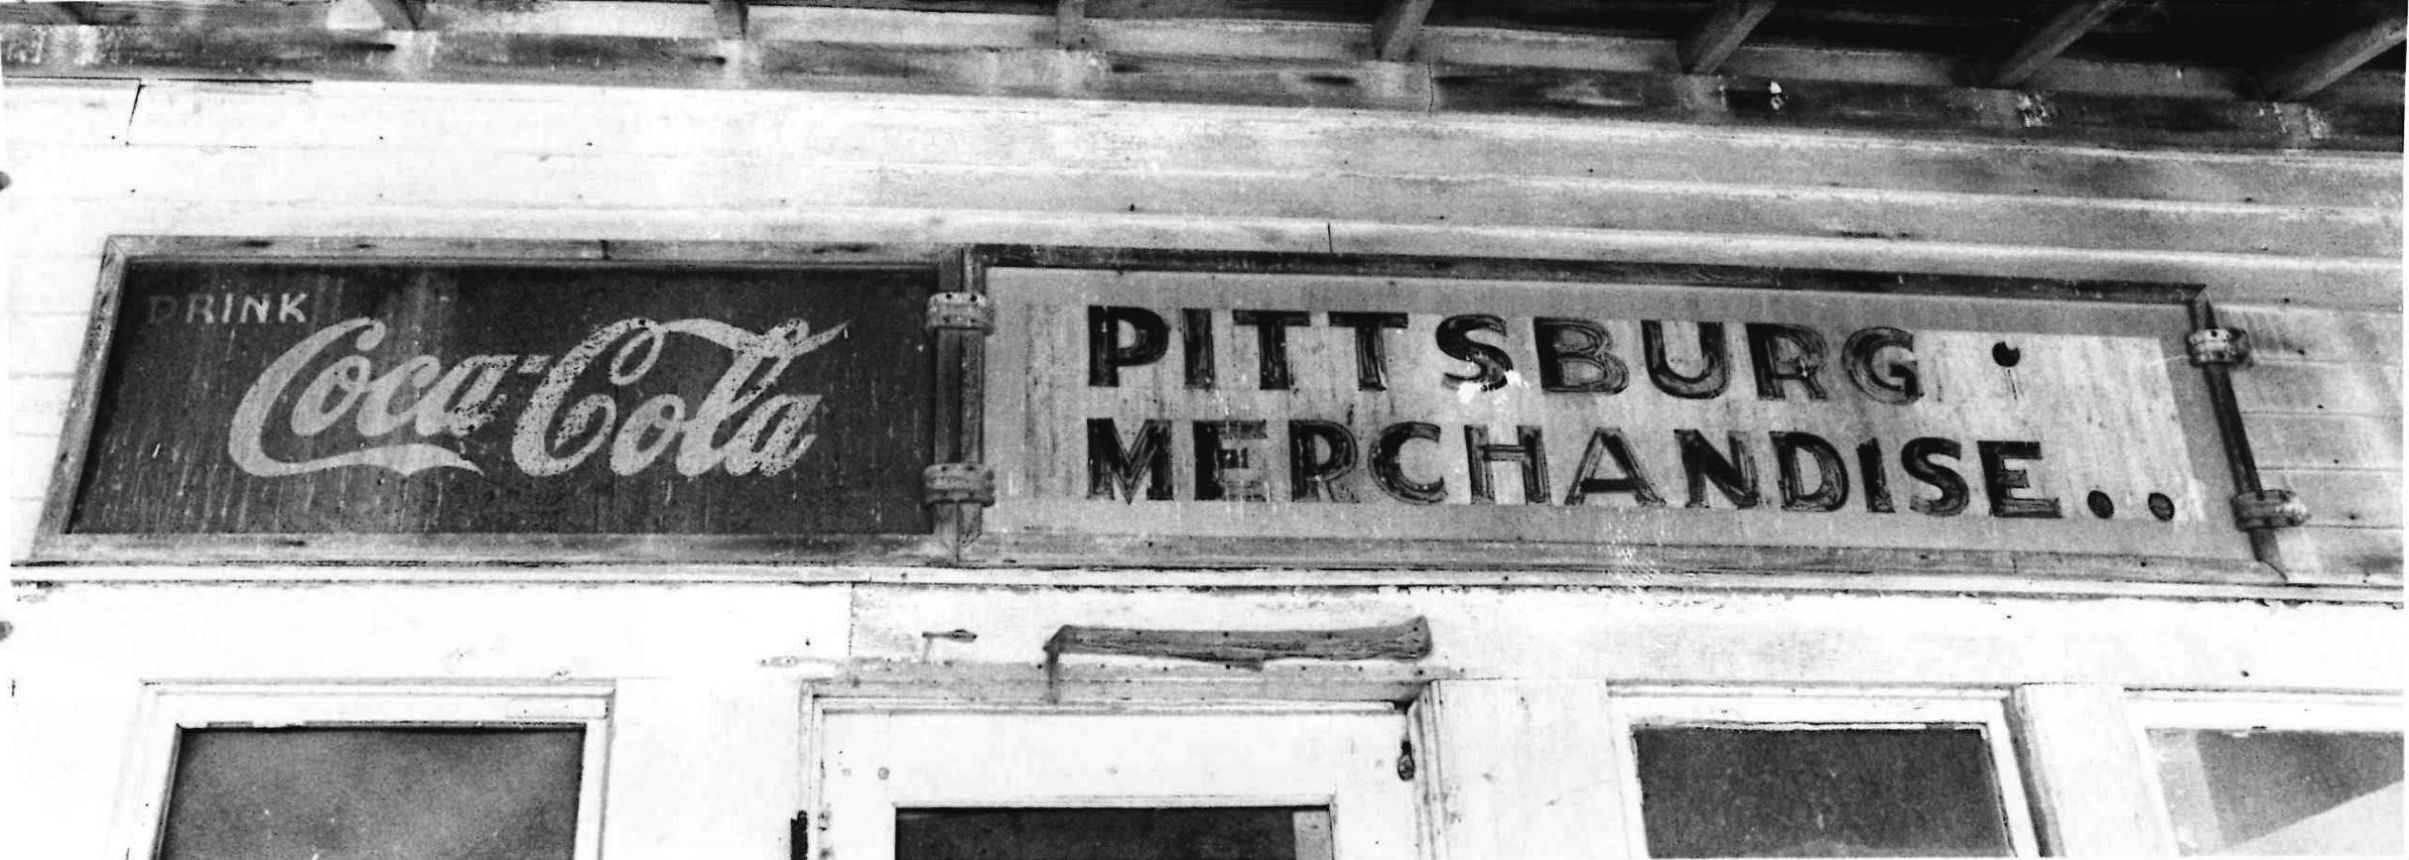 DRINK
Coca-Cola
PITTSBURG .
MERCHANDISE..